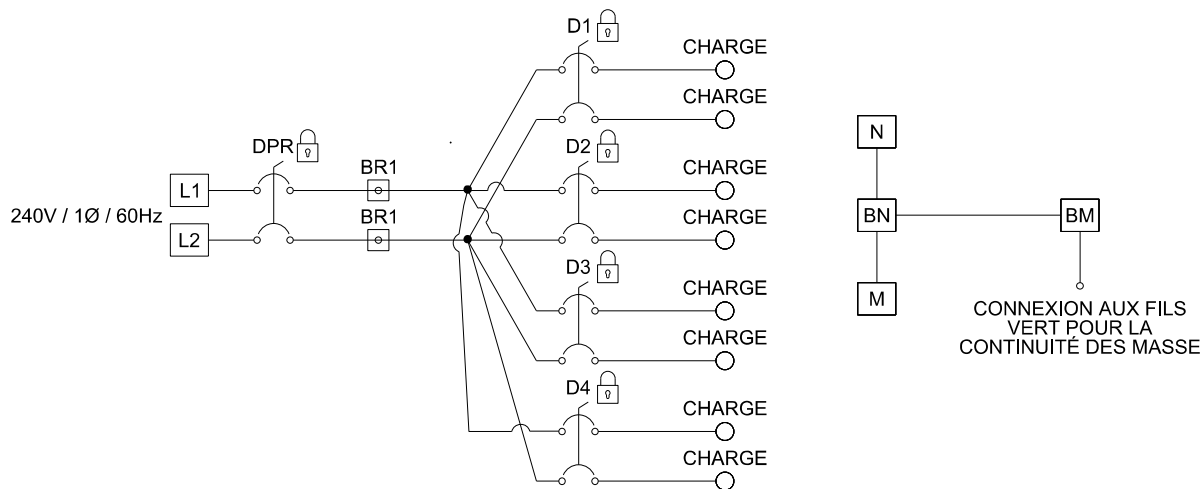 D1
CHARGE
CHARGE
DPR
BR1
D2
CHARGE
L1
240V / 1Ø / 60Hz
BR1
CHARGE
L2
D3
CHARGE
CHARGE
D4
CHARGE
CHARGE
N
BN
BM
M
CONNEXION AUX FILS
VERT POUR LA
CONTINUITÉ DES MASSE